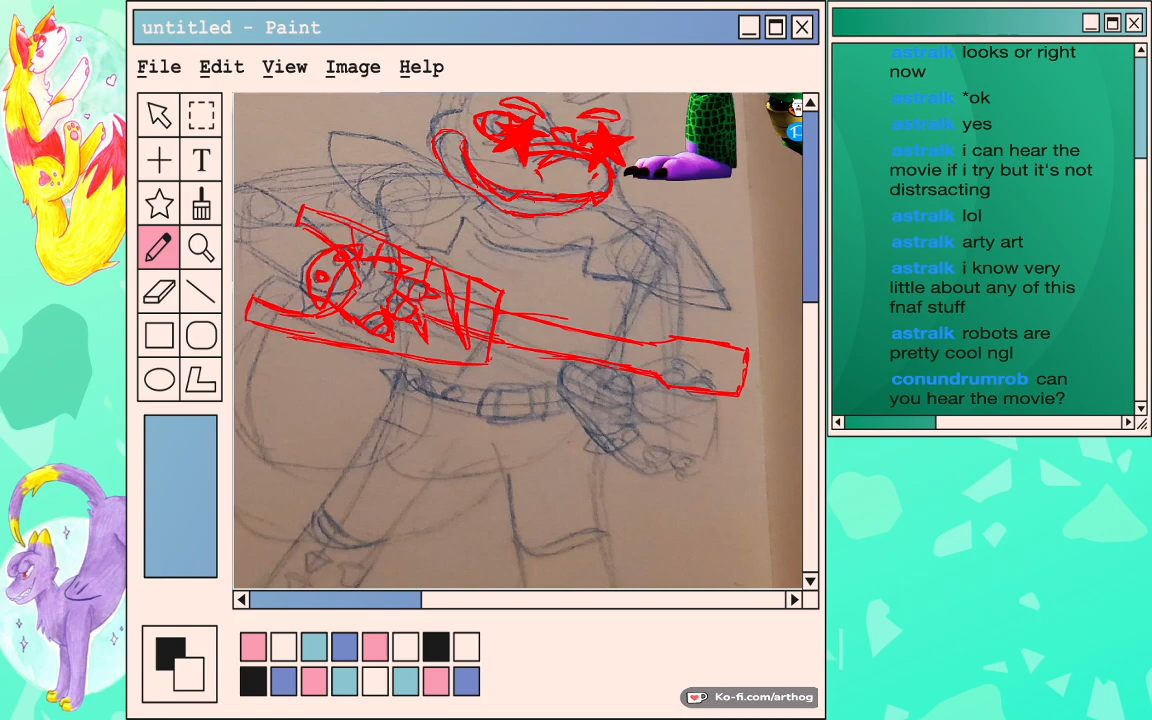 untitled - Paint
File Edit View Image Help
T
astralk looks or right
now
astralk *ok
astralk yes
astralk i can hear the
movie if i try but it's not
distrsacting
astralk lol
astralk arty art
astralk i know very
little about any of this
fnaf stuff
astralk robots are
pretty cool ngl
conundrumrob can
you hear the movie?
Ko-fi.com/arthog